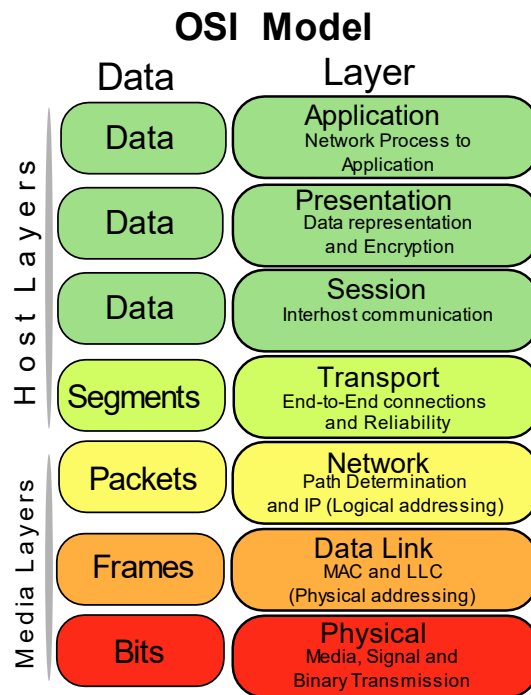 OSI Model
Data
Layer
Host Layers
Data
Application
Network Process to
Application
Data
Presentation
Data representation
and Encryption
Data
Session
Interhost communication
Segments
Transport
End-to-End connections
and Reliability
Media Layers
Packets
Network
Path Determination
and IP (Logical addressing)
Frames
Data Link
MAC and LLC
(Physical addressing)
Bits
Physical
Media, Signal and
Binary Transmission